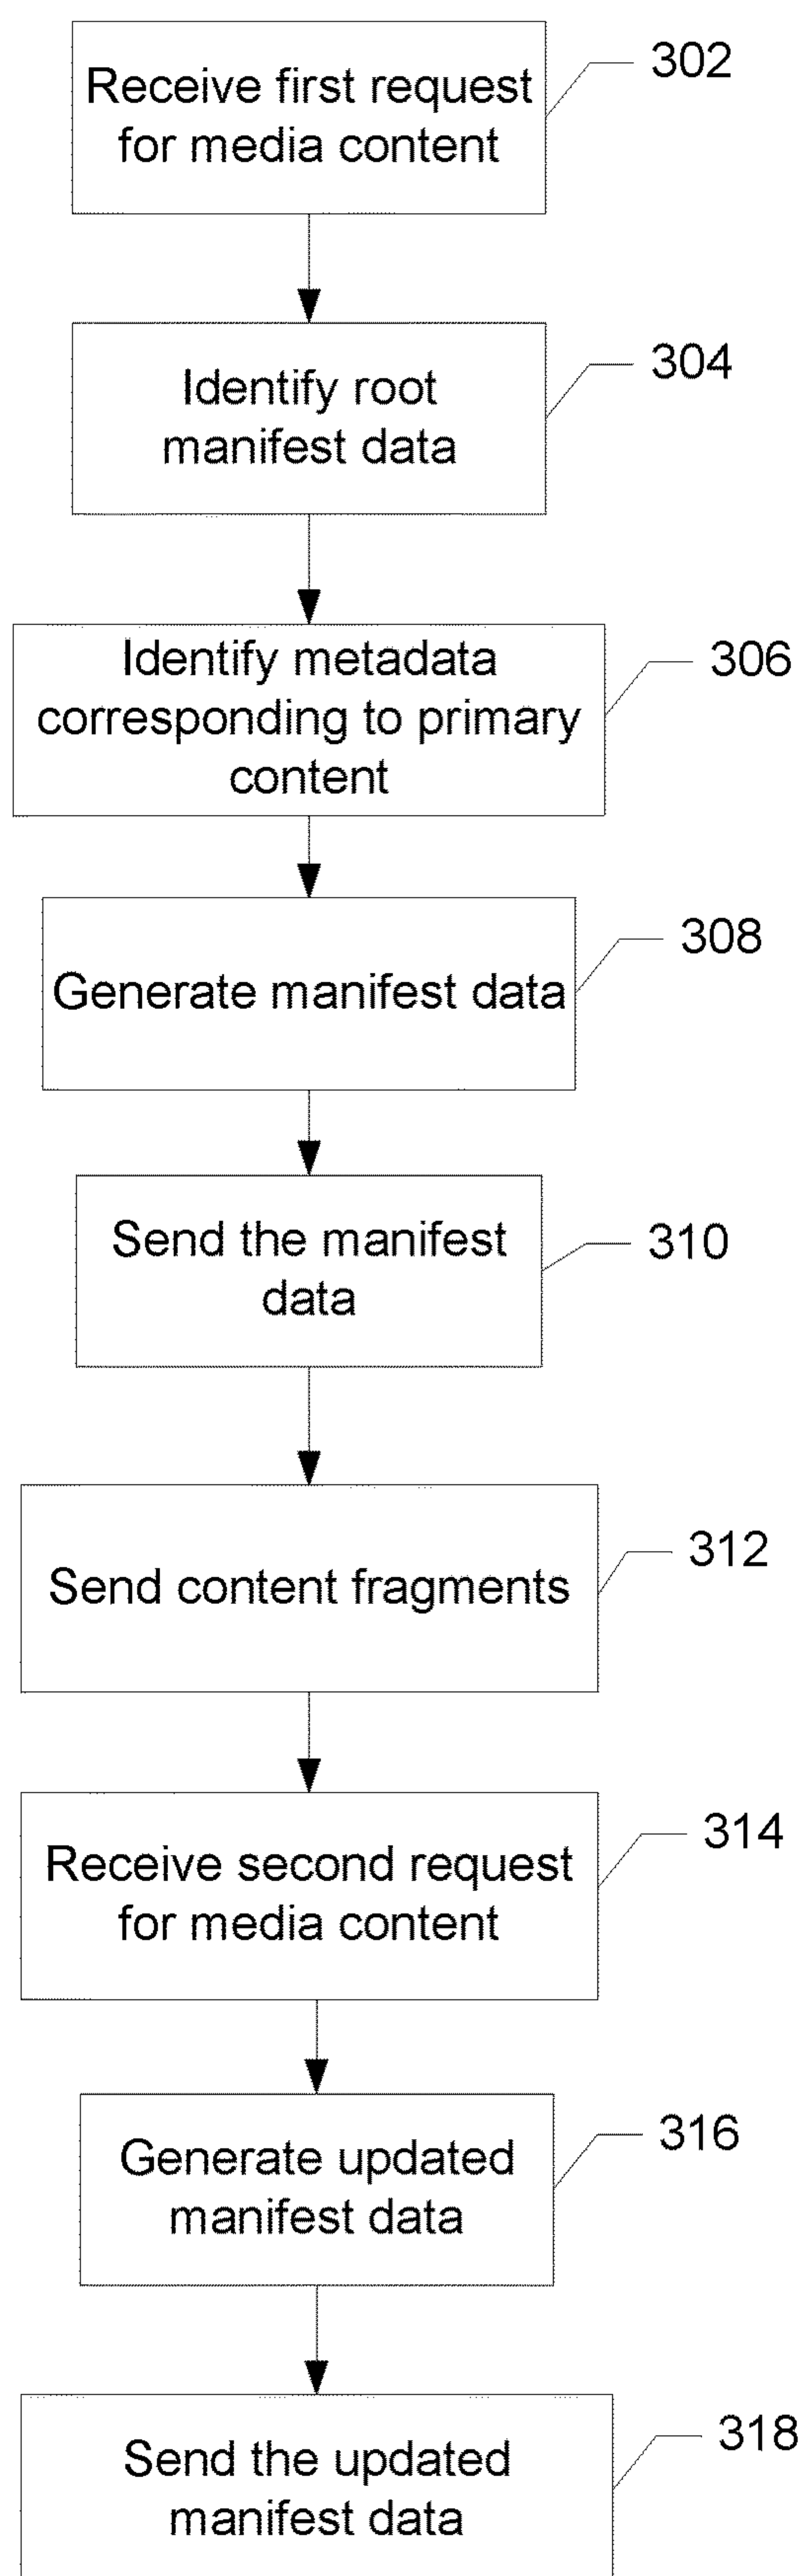 Receive first request
for media content
302
Identify root
manifest data
304
Identify metadata
corresponding to primary
content
306
Generate manifest data
308
Send the manifest
data
310
Send content fragments
312
Receive second request
for media content
314
Generate updated
manifest data
316
Send the updated
manifest data
318